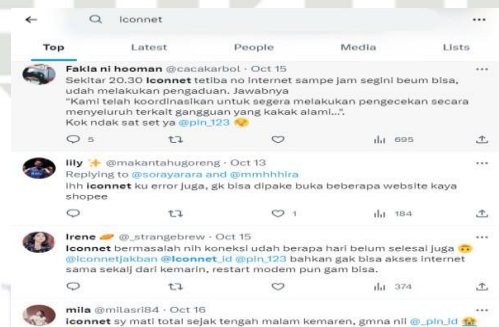 Iconnet
Top Latest People Media Lists
Fakla ni hooman @cacakarbol · Oct 15
Sekitar 20.30 Iconnet tetiba no internet sampe jam segini beum bisa,
udah melakukan pengaduan. Jawabnya
"Kami telah koordinasikan untuk segera melakukan pengecekan secara
menyeluruh terkait gangguan yang kakak alami...".
Kok ndak sat set ya @pln_123 😢
5 695
lily ✨ @makantahugoreng · Oct 13
Replying to @sorayarara and @mmhhhira
ihh iconnet ku error juga, gk bisa dipake buka beberapa website kaya
shopee
1 184
Irene @_strangebrew · Oct 15
Iconnet bermasalah nih koneksi udah berapa hari belum selesai juga 🙃
@iconnetjakban @Iconnet_id @pln_123 bahkan gak bisa akses internet
sama sekalj dari kemarin, restart modem pun gam bisa.
374
mila @milasri84 · Oct 16
iconnet sy mati total sejak tengah malam kemaren, gmna nil @_pln_id 😭